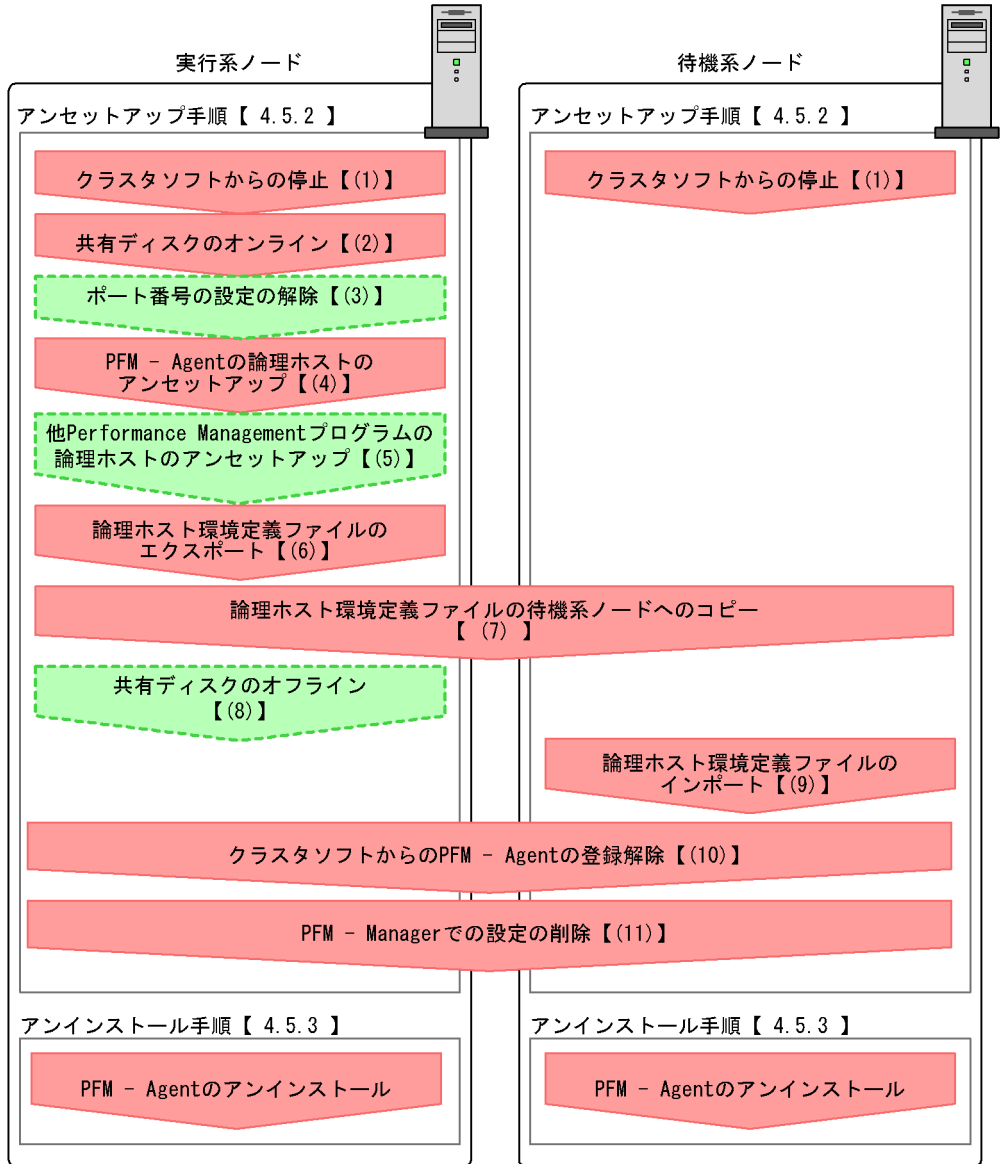 実行系ノード
待機系ノード
アンセットアップ手順【 4.5.2 】
アンセットアップ手順【 4.5.2 】
クラスタソフトからの停止【(1)】
クラスタソフトからの停止【(1)】
共有ディスクのオンライン【(2)】
ポート番号の設定の解除【(3)】
PFM - Agentの論理ホストの
アンセットアップ【(4)】
他Performance Managementプログラムの
論理ホストのアンセットアップ【(5)】
論理ホスト環境定義ファイルの
エクスポート【(6)】
論理ホスト環境定義ファイルの待機系ノードへのコピー
【 (7) 】
共有ディスクのオフライン
【(8)】
論理ホスト環境定義ファイルの
インポート【(9)】
クラスタソフトからのPFM - Agentの登録解除【(10)】
PFM - Managerでの設定の削除【(11)】
アンインストール手順【 4.5.3 】
アンインストール手順【 4.5.3 】
PFM - Agentのアンインストール
PFM - Agentのアンインストール